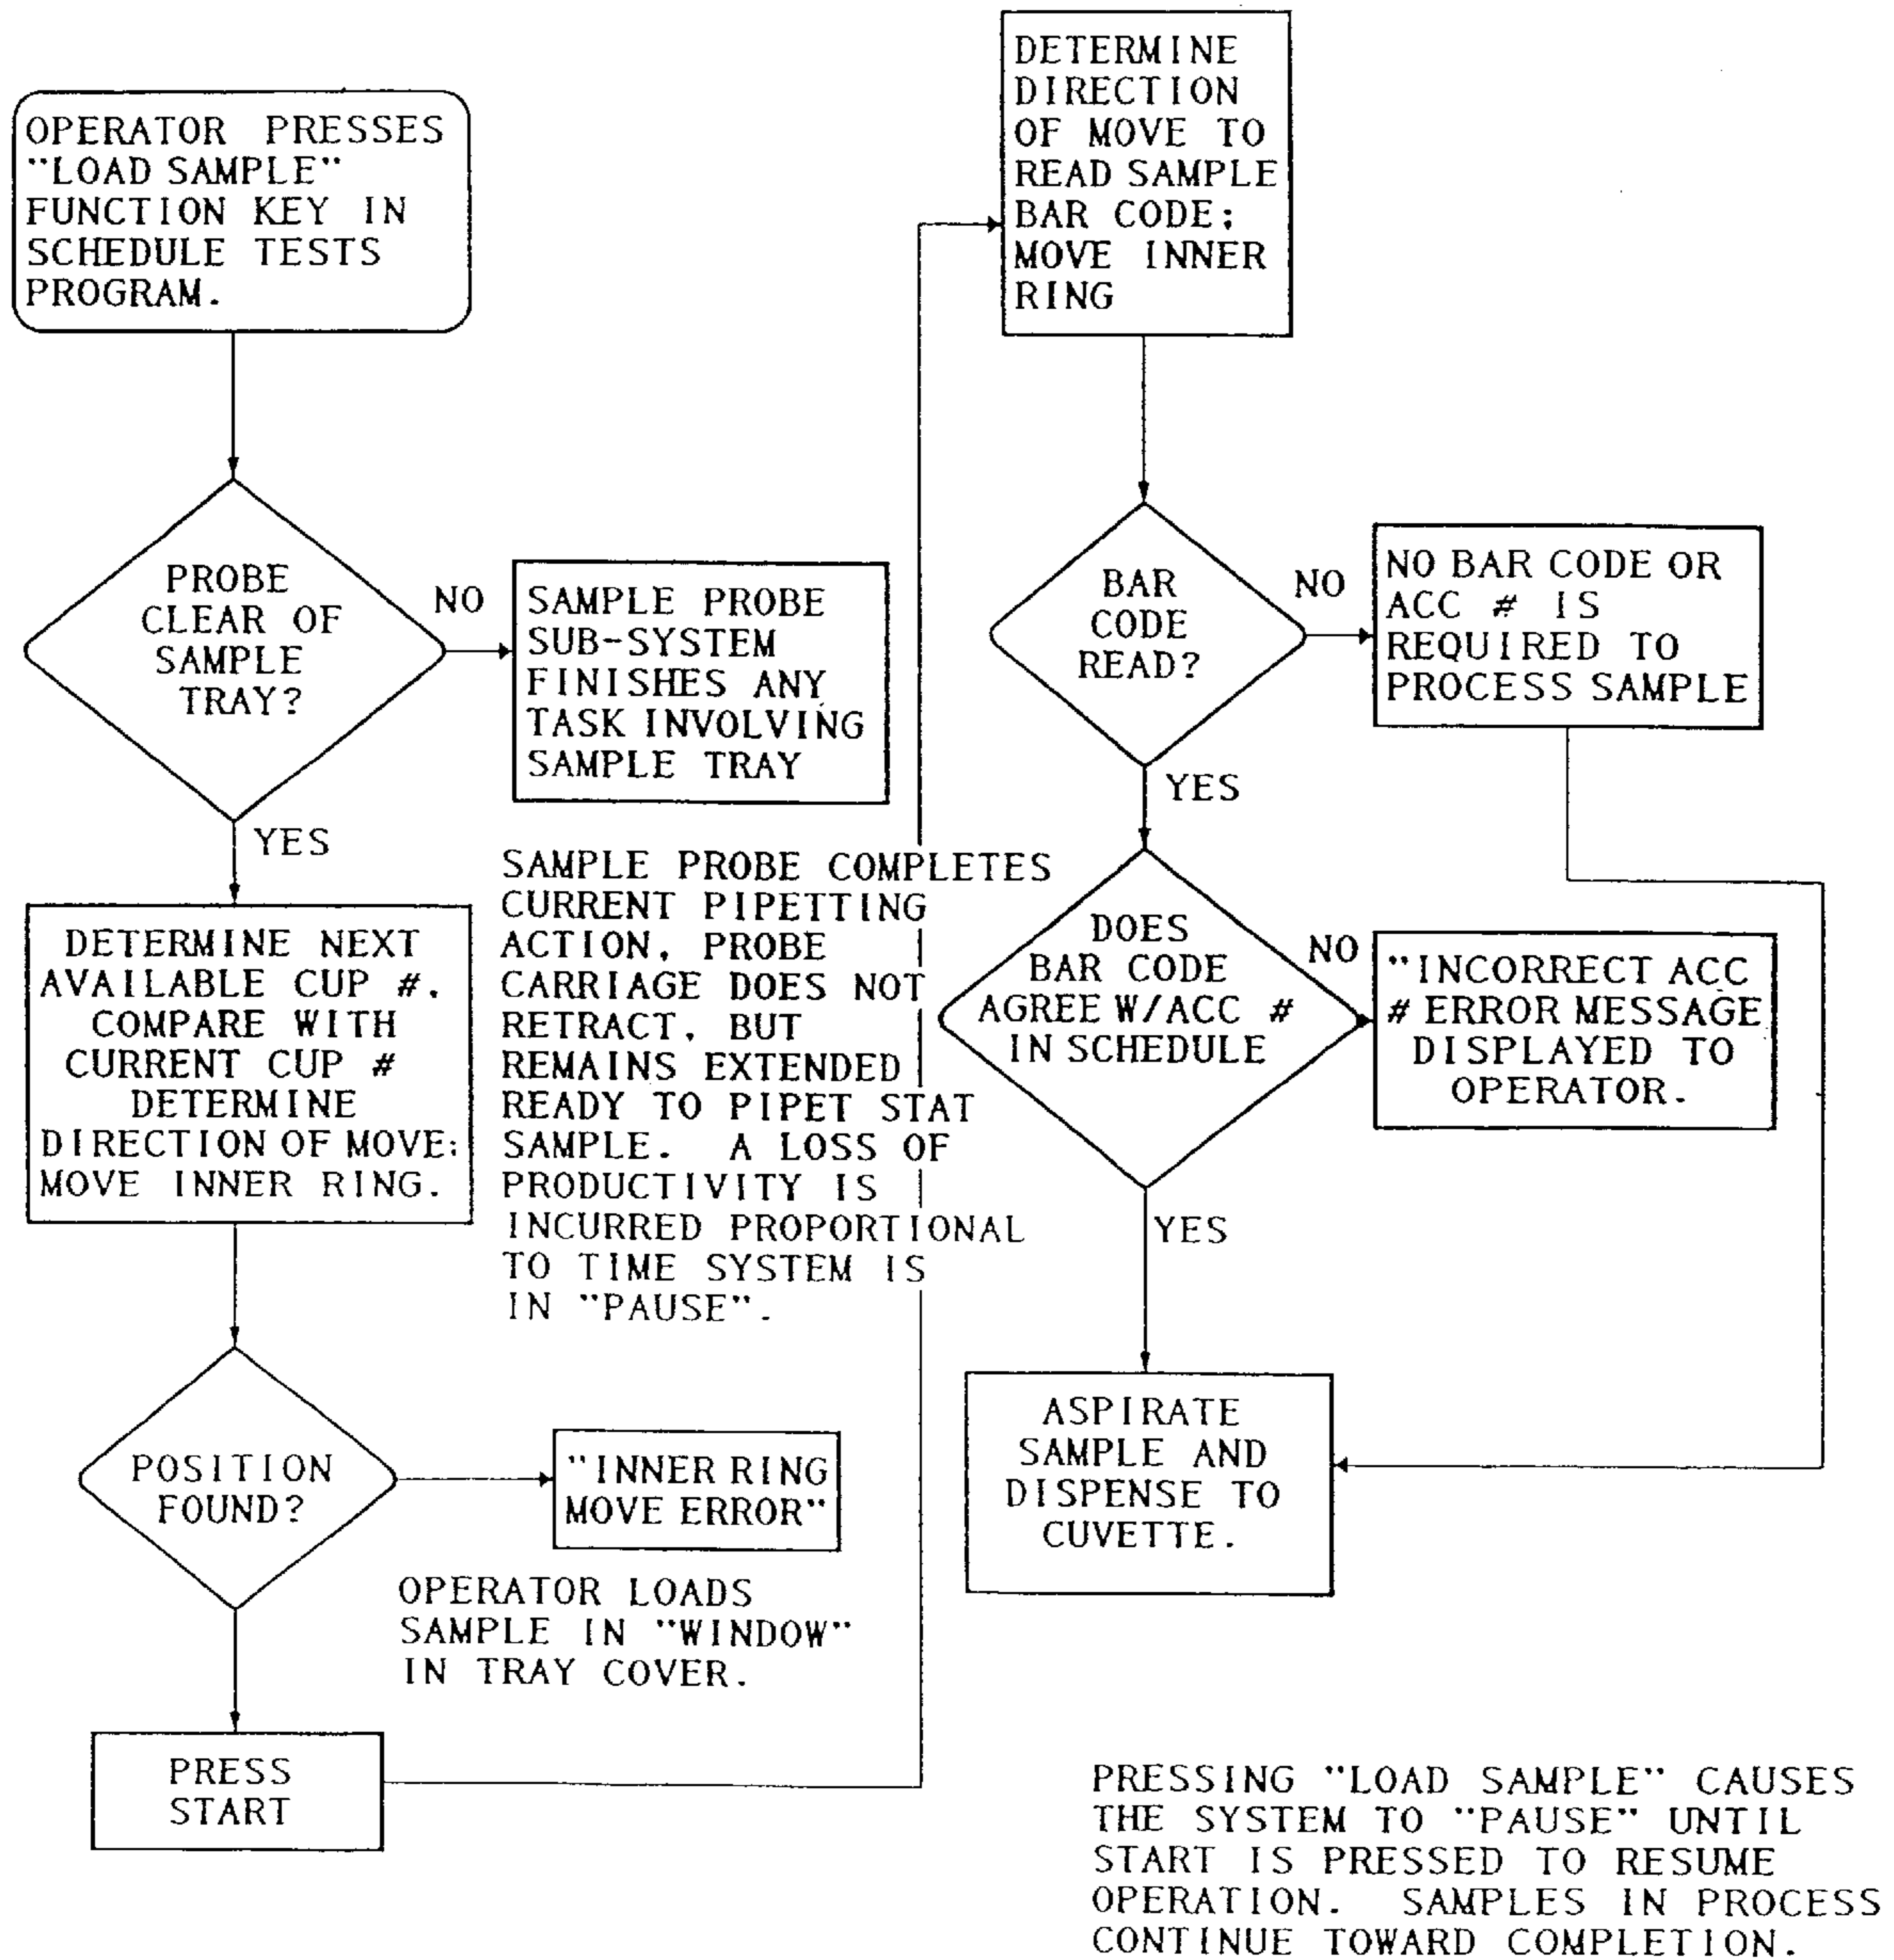 OPERATOR PRESSES
"LOAD SAMPLE"
FUNCTION KEY IN
SCHEDULE TESTS
PROGRAM.
PROBE
CLEAR OF
SAMPLE
TRAY?
NO
SAMPLE PROBE
SUB-SYSTEM
FINISHES ANY
TASK INVOLVING
SAMPLE TRAY
YES
DETERMINE NEXT
AVAILABLE CUP #.
COMPARE WITH
CURRENT CUP #
DETERMINE
DIRECTION OF MOVE:
MOVE INNER RING.
SAMPLE PROBE COMPLETES
CURRENT PIPETTING
ACTION, PROBE
CARRIAGE DOES NOT
RETRACT, BUT
REMAINS EXTENDED
READY TO PIPET STAT
SAMPLE. A LOSS OF
PRODUCTIVITY IS
INCURRED PROPORTIONAL
TO TIME SYSTEM IS
IN "PAUSE".
POSITION
FOUND?
"INNER RING
MOVE ERROR"
OPERATOR LOADS
SAMPLE IN "WINDOW"
IN TRAY COVER.
PRESS
START
DETERMINE
DIRECTION
OF MOVE TO
READ SAMPLE
BAR CODE;
MOVE INNER
RING
BAR
CODE
READ?
NO
NO BAR CODE OR
ACC # IS
REQUIRED TO
PROCESS SAMPLE
YES
DOES
BAR CODE
AGREE W/ACC #
IN SCHEDULE
NO
"INCORRECT ACC
# ERROR MESSAGE
DISPLAYED TO
OPERATOR.
YES
ASPIRATE
SAMPLE AND
DISPENSE TO
CUVETTE.
PRESSING "LOAD SAMPLE" CAUSES
THE SYSTEM TO "PAUSE" UNTIL
START IS PRESSED TO RESUME
OPERATION. SAMPLES IN PROCESS
CONTINUE TOWARD COMPLETION.